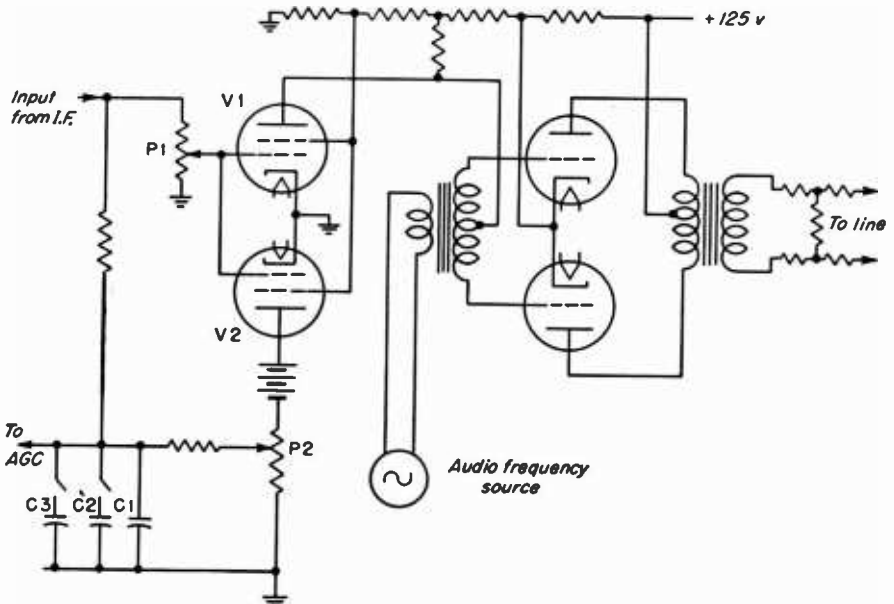 +125 v
Input
from I.F.
V1
P1
V2
To line
To
AGC
P2
C3 C2 C1
Audio frequency
source